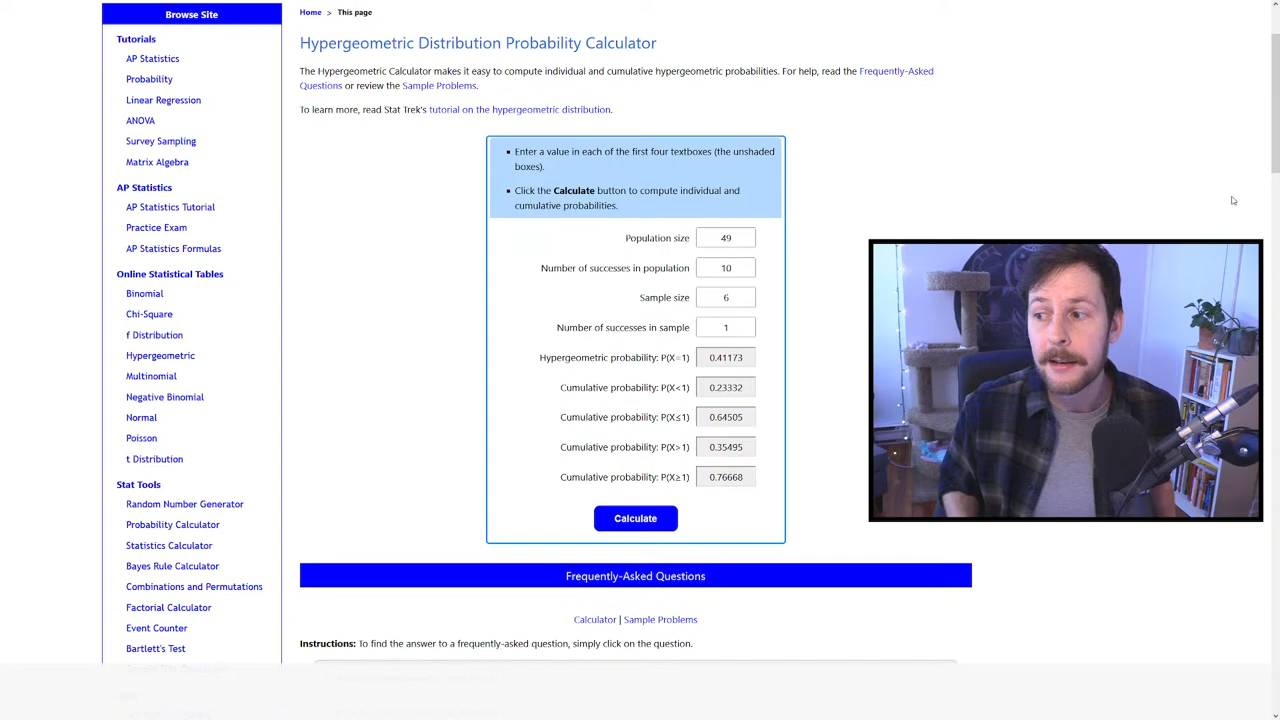 Browse Site
Tutorials
AP Statistics
Probability
Linear Regression
ANOVA
Survey Sampling
Matrix Algebra
AP Statistics
AP Statistics Tutorial
Practice Exam
AP Statistics Formulas
Online Statistical Tables
Binomial
Chi-Square
f Distribution
Hypergeometric
Multinomial
Negative Binomial
Normal
Poisson
t Distribution
Stat Tools
Random Number Generator
Probability Calculator
Statistics Calculator
Bayes Rule Calculator
Combinations and Permutations
Factorial Calculator
Event Counter
Bartlett's Test
Home > This page
Hypergeometric Distribution Probability Calculator
The Hypergeometric Calculator makes it easy to compute individual and cumulative hypergeometric probabilities. For help, read the Frequently-Asked
Questions or review the Sample Problems.
To learn more, read Stat Trek's tutorial on the hypergeometric distribution.
▪ Enter a value in each of the first four textboxes (the unshaded
boxes).
▪ Click the Calculate button to compute individual and
cumulative probabilities.
Population size 49
Number of successes in population 10
Sample size 6
Number of successes in sample 1
Hypergeometric probability: P(X=1) 0.41173
Cumulative probability: P(X<1) 0.23332
Cumulative probability: P(X≤1) 0.64505
Cumulative probability: P(X>1) 0.35495
Cumulative probability: P(X≥1) 0.76668
Calculate
Frequently-Asked Questions
Calculator | Sample Problems
Instructions: To find the answer to a frequently-asked question, simply click on the question.